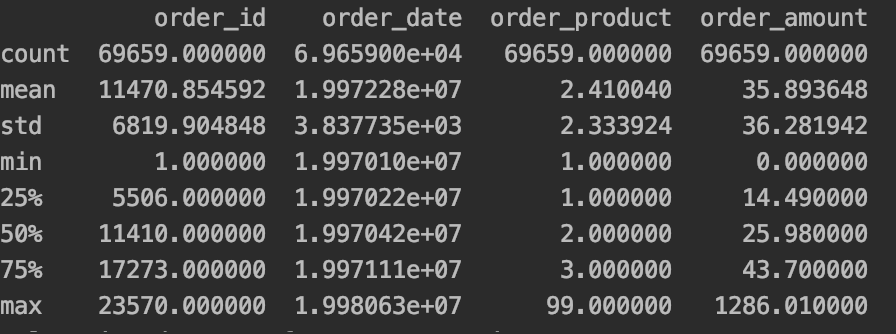 order_id order_date order_product order_amount
count 69659.000000 6.965900e+04 69659.000000 69659.000000
mean 11470.854592 1.997228e+07 2.410040 35.893648
std 6819.904848 3.837735e+03 2.333924 36.281942
min 1.000000 1.997010e+07 1.000000 0.000000
25% 5506.000000 1.997022e+07 1.000000 14.490000
50% 11410.000000 1.997042e+07 2.000000 25.980000
75% 17273.000000 1.997111e+07 3.000000 43.700000
max 23570.000000 1.998063e+07 99.000000 1286.010000